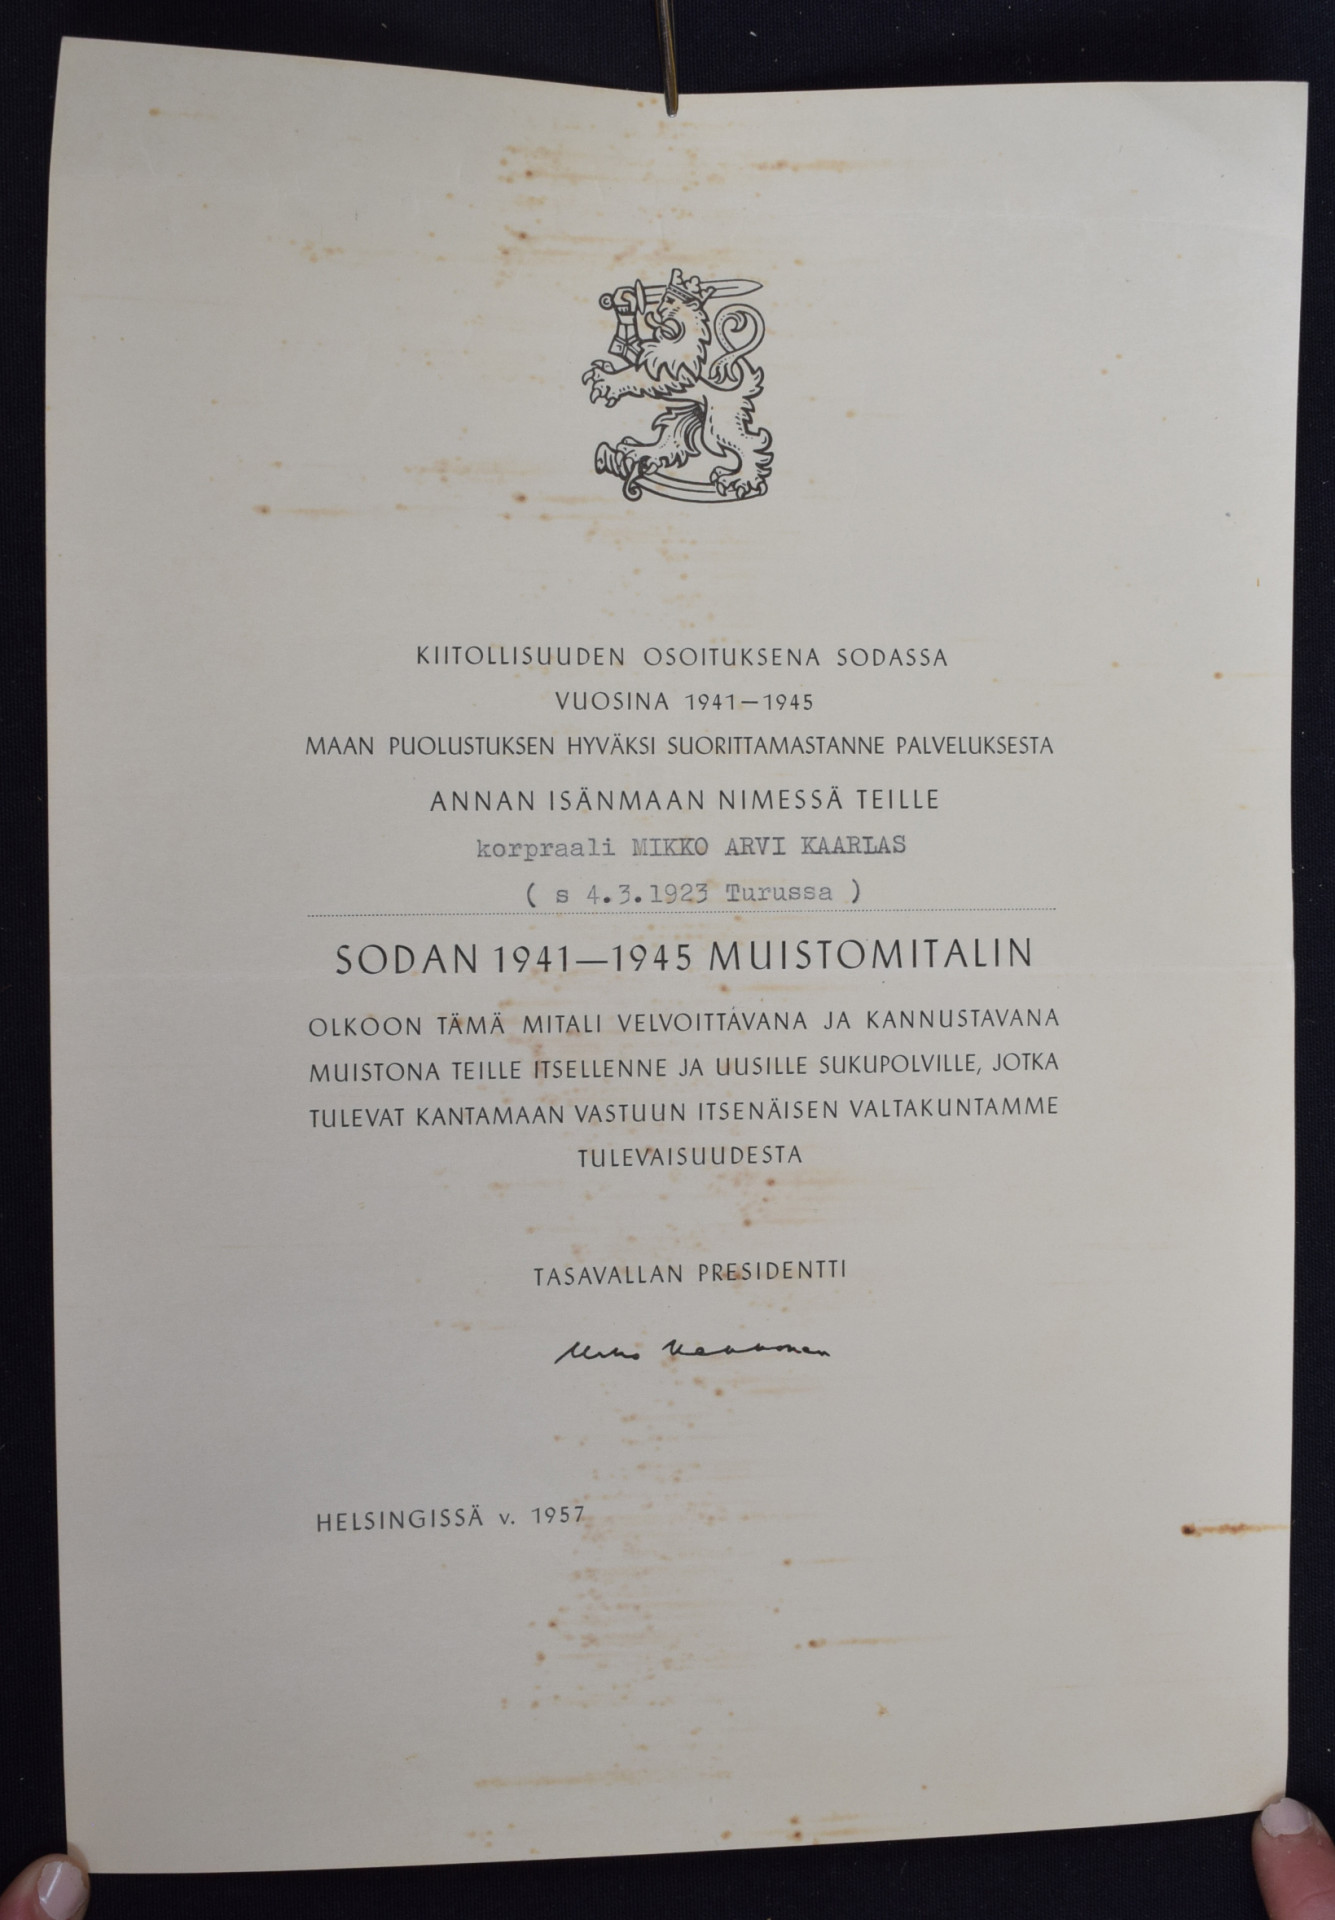 KIITOLLISUUDEN OSOITUKSENA SODASSA
VUOSINA 1941—1945
MAAN PUOLUSTUKSEN HYVÄKSI SUORITTAMASTANNE PALVELUKSESTA
ANNAN ISÄNMAAN NIMESSÄ TEILLE
korpraali MIKKO ARVI KAARLAS
( s 4.3.1923 Turussa )
SODAN 1941—1945 MUISTOMITALIN
OLKOON TÄMÄ MITALI VELVOITTAVANA JA KANNUSTAVANA
MUISTONA TEILLE ITSELLENNE JA UUSILLE SUKUPOLVILLE, JOTKA
TULEVAT KANTAMAAN VASTUUN ITSENÄISEN VALTAKUNTAMME
TULEVAISUUDESTA
TASAVALLAN PRESIDENTTI
Urho Kekkonen
HELSINGISSÄ v. 1957